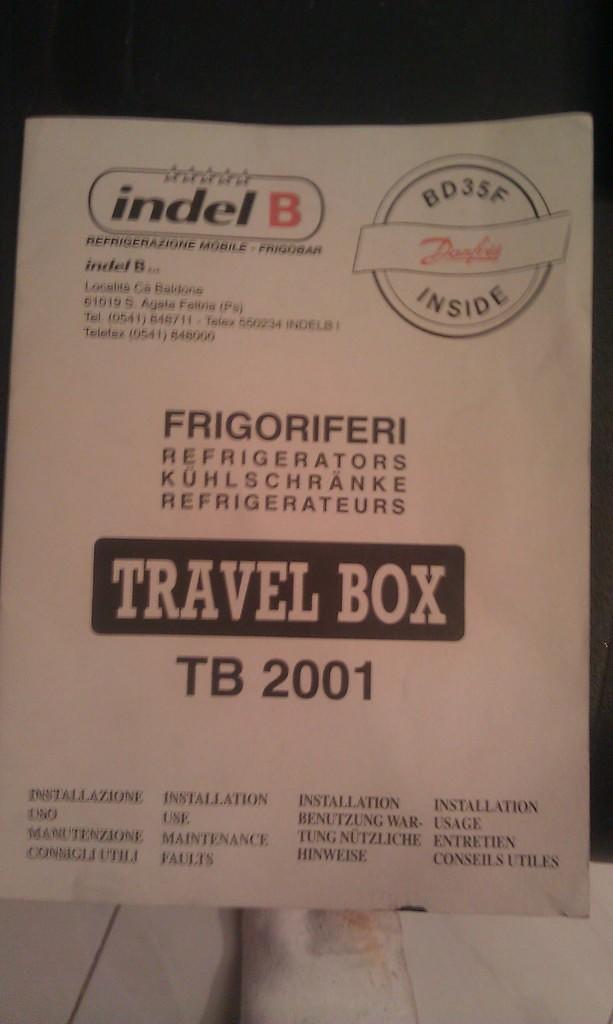 indel B
REFRIGERAZIONE MOBILE - FRIGOBAR
indel B s.r.l.
Località Cà Baldone
61019 S. Agata Feltria (Ps)
Tel. (0541) 848711 - Telex 550234 INDELB I
Telefax (0541) 848000
BD35F
Danfoss
INSIDE
FRIGORIFERI
REFRIGERATORS
KÜHLSCHRÄNKE
REFRIGERATEURS
TRAVEL BOX
TB 2001
INSTALLAZIONE
USO
MANUTENZIONE
CONSIGLI UTILI
INSTALLATION
USE
MAINTENANCE
FAULTS
INSTALLATION
BENUTZUNG WAR-
TUNG NÜTZLICHE
HINWEISE
INSTALLATION
USAGE
ENTRETIEN
CONSEILS UTILES